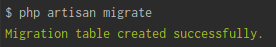 $ php artisan migrate
Migration table created successfully.